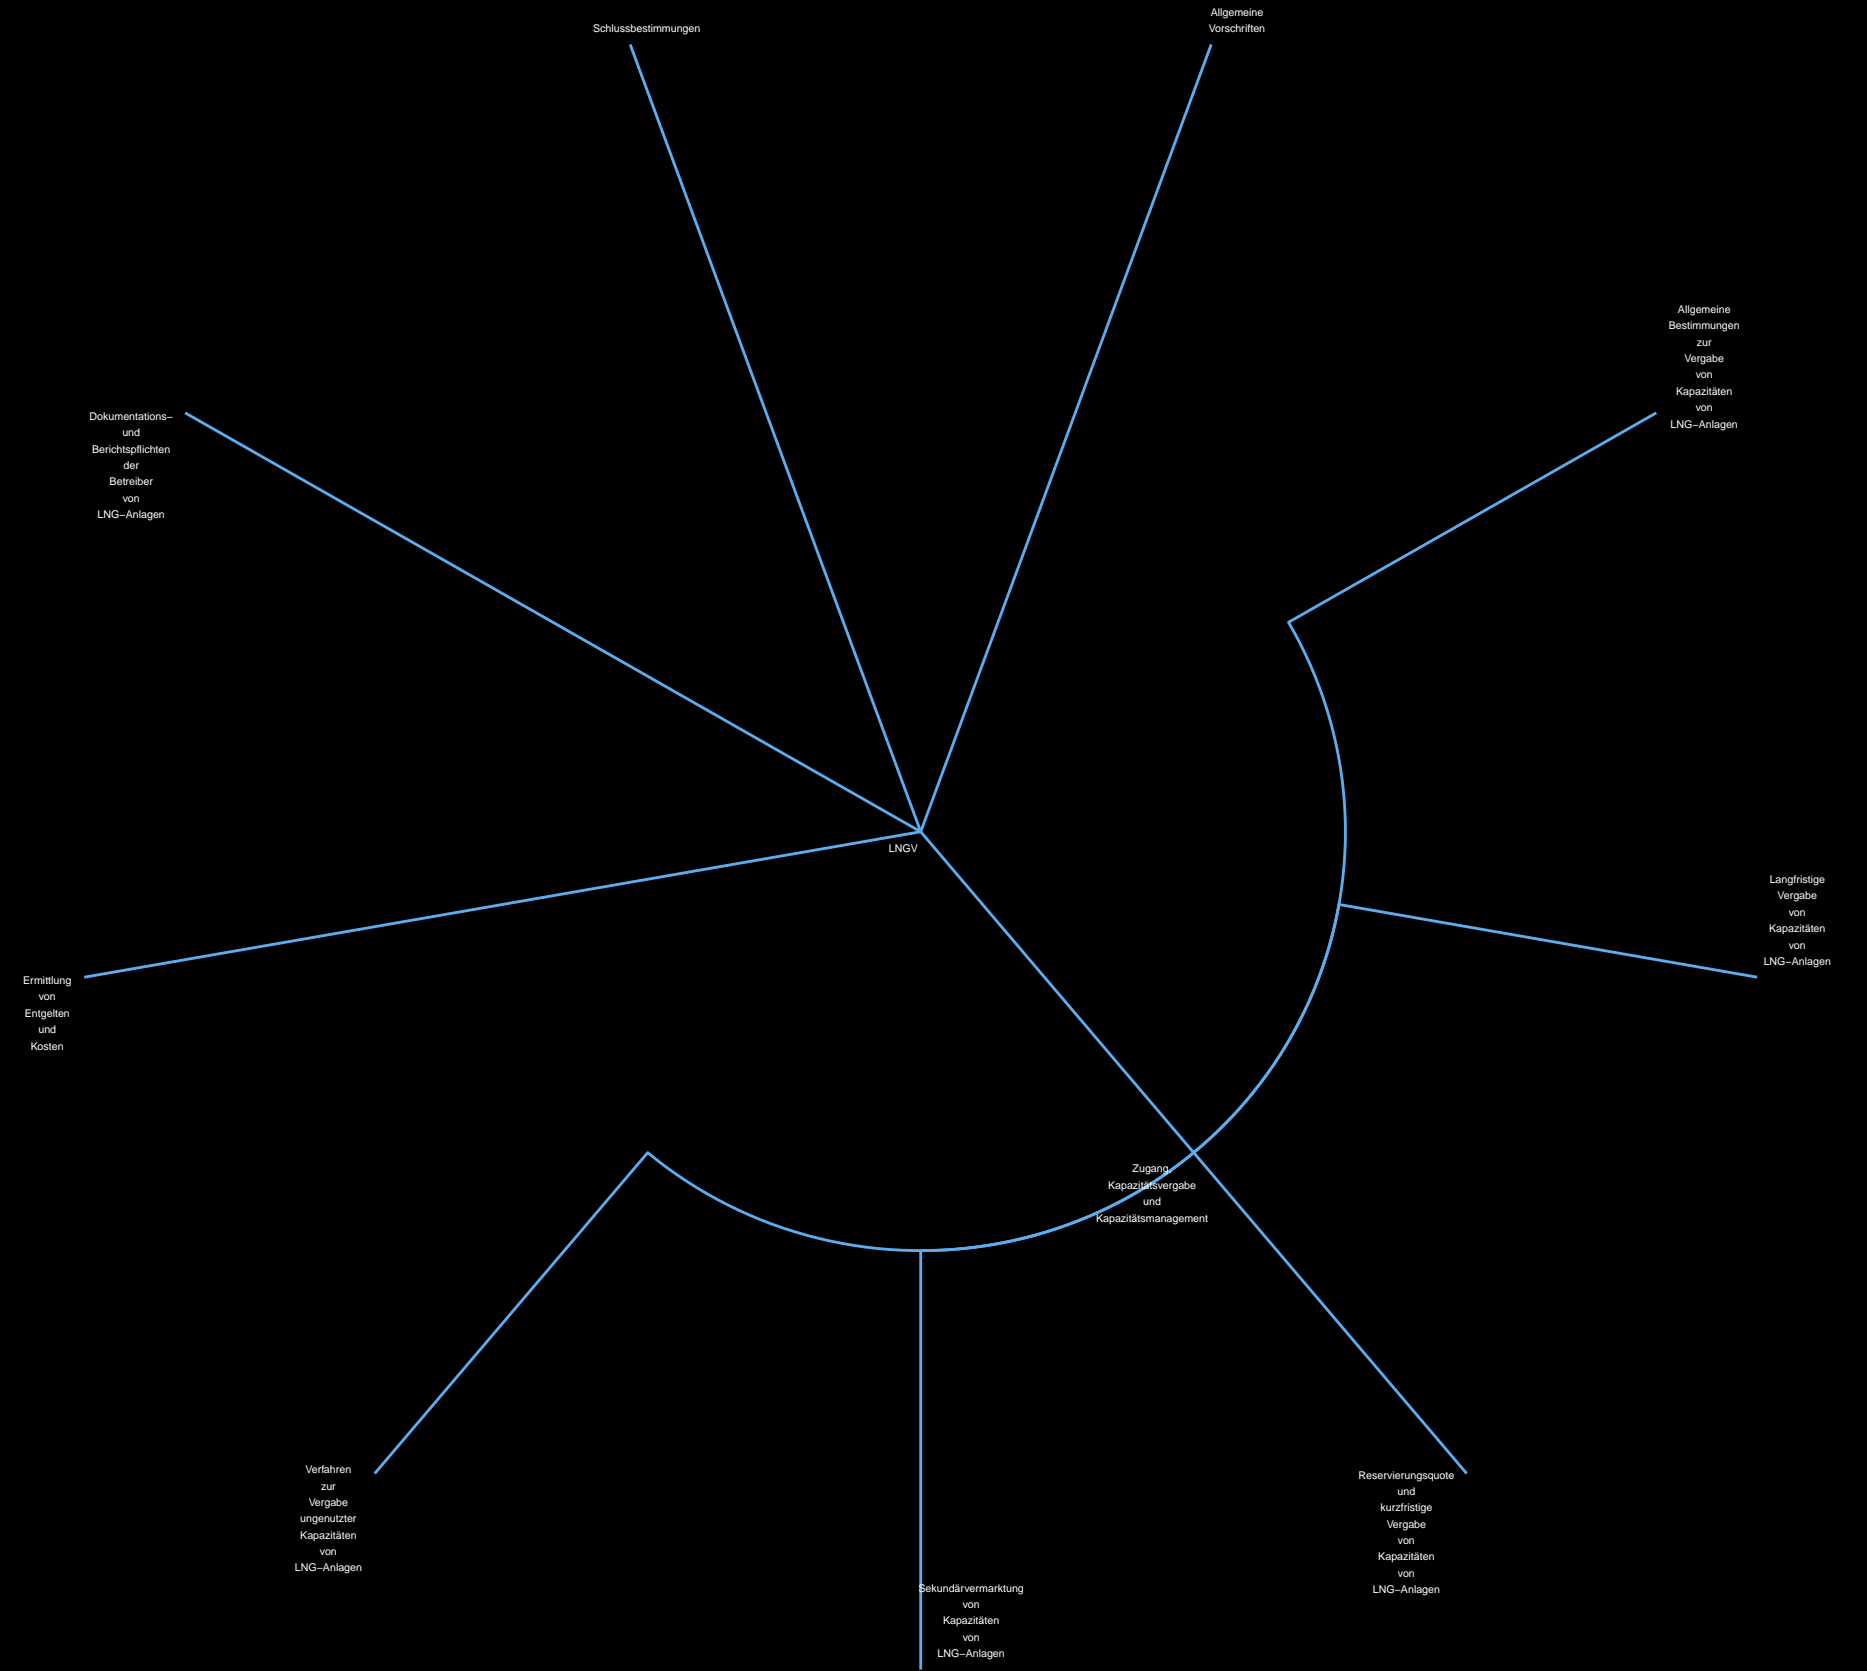 Schlussbestimmungen
Allgemeine
Vorschriften
Allgemeine
Bestimmungen
zur
Vergabe
von
Kapazitäten
von
LNG–Anlagen
Dokumentations–
und
Berichtspflichten
der
Betreiber
von
LNG–Anlagen
LNGV
Langfristige
Vergabe
von
Kapazitäten
von
LNG–Anlagen
Ermittlung
von
Entgelten
und
Kosten
Zugang,
Kapazitätsvergabe
und
Kapazitätsmanagement
Verfahren
zur
Vergabe
ungenutzter
Kapazitäten
von
LNG–Anlagen
Reservierungsquote
und
kurzfristige
Vergabe
von
Kapazitäten
von
LNG–Anlagen
Sekundärvermarktung
von
Kapazitäten
von
LNG–Anlagen